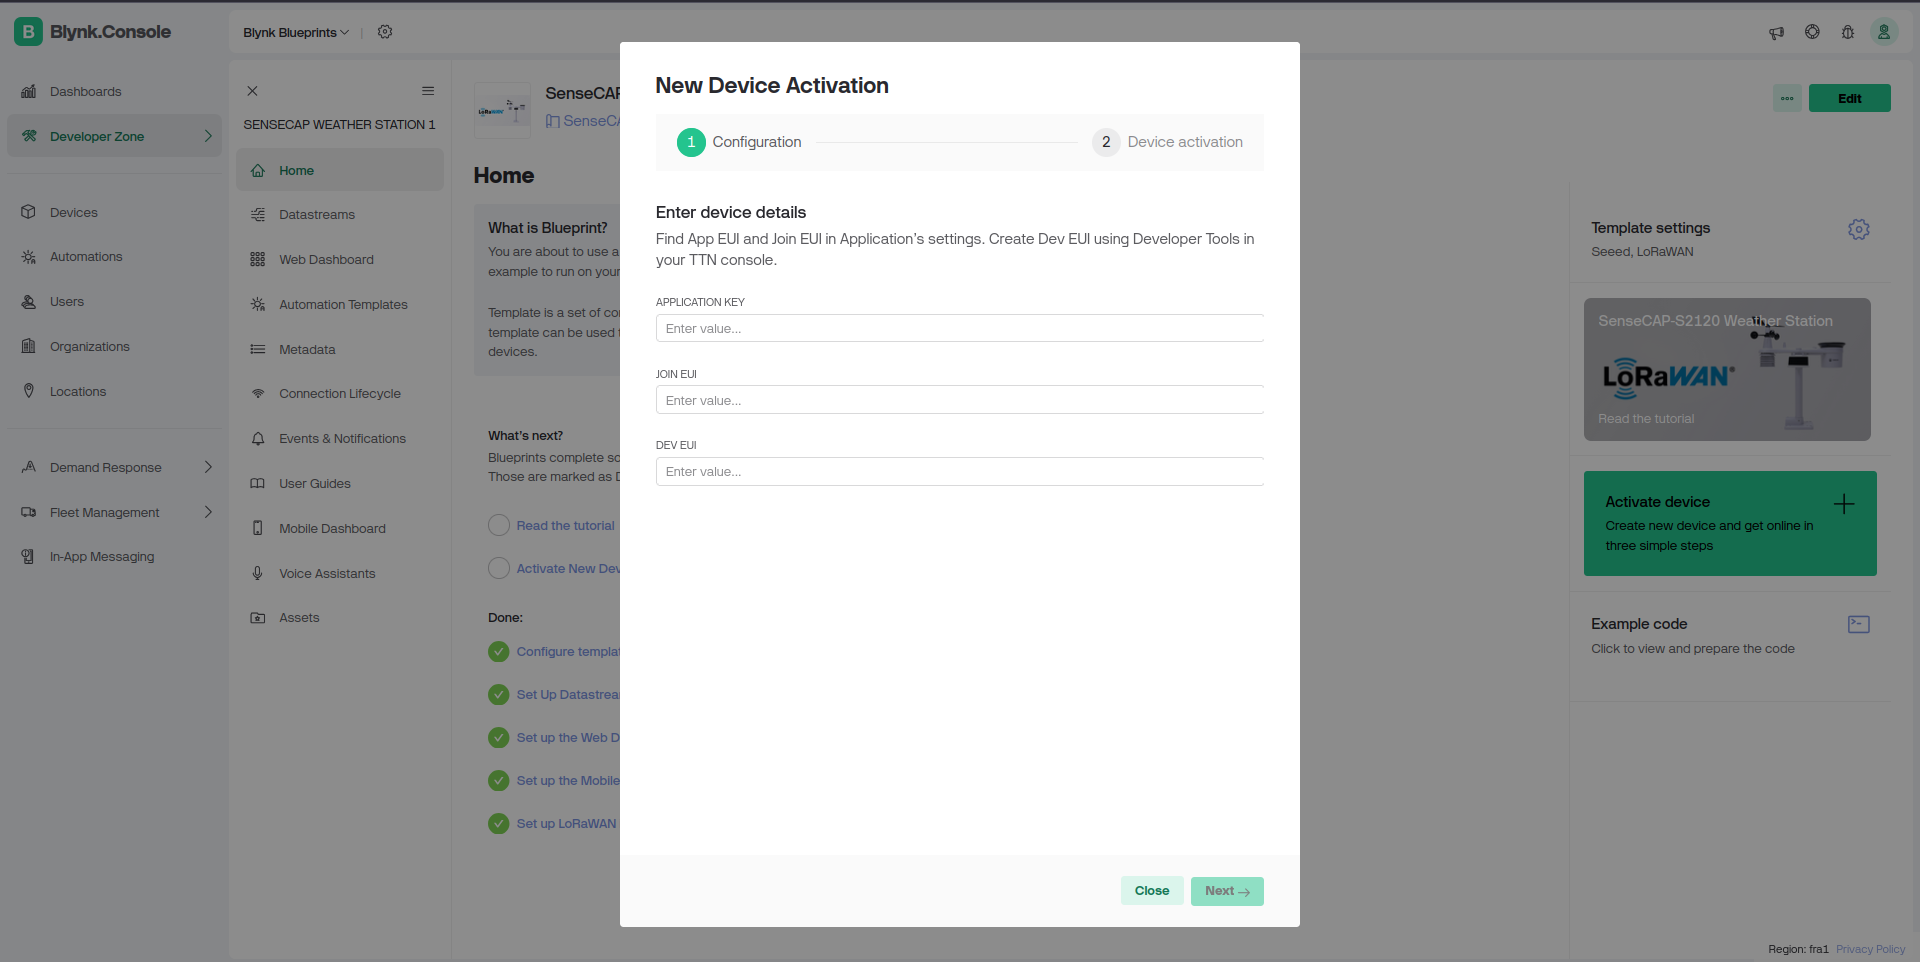 B Blynk.Console
Dashboards
Developer Zone
Devices
Automations
Users
Organizations
Locations
Demand Response
Fleet Management
In-App Messaging
Blynk Blueprints
SENSECAP WEATHER STATION 1
Home
Datastreams
Web Dashboard
Automation Templates
Metadata
Connection Lifecycle
Events & Notifications
User Guides
Mobile Dashboard
Voice Assistants
Assets
LoRaWAN
SenseCAP
SenseCA
Home
What is Blueprint?
You are about to use a
example to run on your
Template is a set of co
template can be used
devices.
What's next?
Blueprints complete so
Those are marked as
Read the tutorial
Activate New Dev
Done:
Configure templat
Set Up Datastrea
Set up the Web D
Set up the Mobile
Set up LoRaWAN
New Device Activation
1 Configuration
2 Device activation
Enter device details
Find App EUI and Join EUI in Application's settings. Create Dev EUI using Developer Tools in
your TTN console.
APPLICATION KEY
Enter value...
JOIN EUI
Enter value...
DEV EUI
Enter value...
Close
Next →
Edit
Template settings
Seeed, LoRaWAN
SenseCAP-S2120 Weather Station
LoRaWAN®
Read the tutorial
Activate device
Create new device and get online in
three simple steps
Example code
Click to view and prepare the code
Region: fra1 Privacy Policy